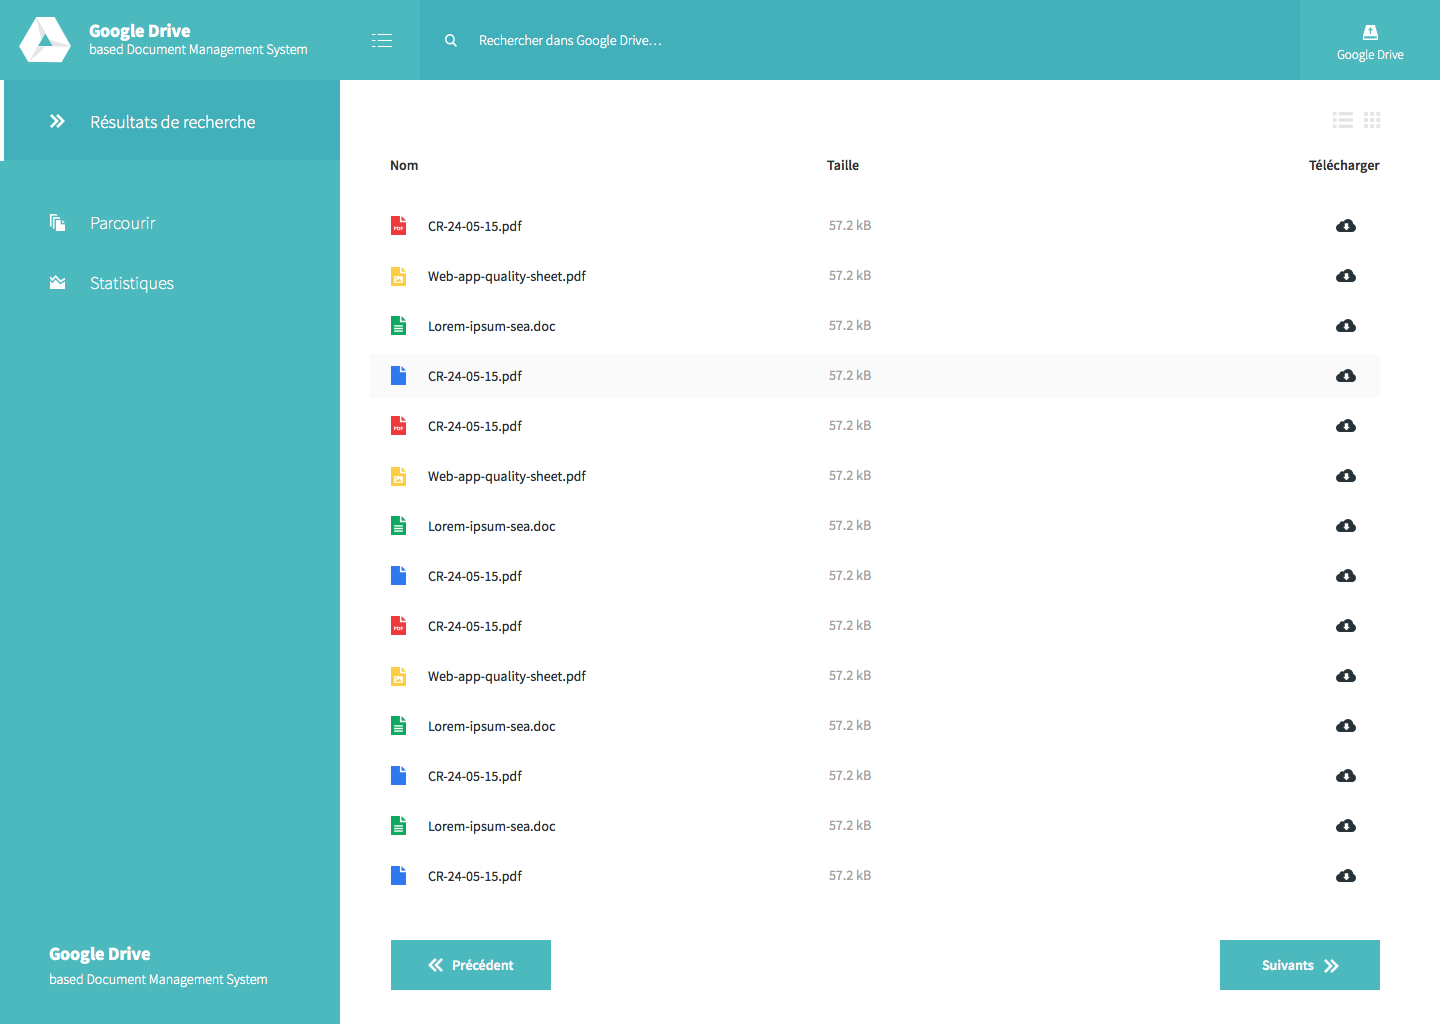 Google Drive
based Document Management System
Rechercher dans Google Drive...
Google Drive
Résultats de recherche
Parcourir
Statistiques
Nom Taille Télécharger
PDF CR-24-05-15.pdf 57.2 kB
Web-app-quality-sheet.pdf 57.2 kB
Lorem-ipsum-sea.doc 57.2 kB
CR-24-05-15.pdf 57.2 kB
PDF CR-24-05-15.pdf 57.2 kB
Web-app-quality-sheet.pdf 57.2 kB
Lorem-ipsum-sea.doc 57.2 kB
CR-24-05-15.pdf 57.2 kB
PDF CR-24-05-15.pdf 57.2 kB
Web-app-quality-sheet.pdf 57.2 kB
Lorem-ipsum-sea.doc 57.2 kB
CR-24-05-15.pdf 57.2 kB
Lorem-ipsum-sea.doc 57.2 kB
CR-24-05-15.pdf 57.2 kB
Précédent Suivants
Google Drive
based Document Management System